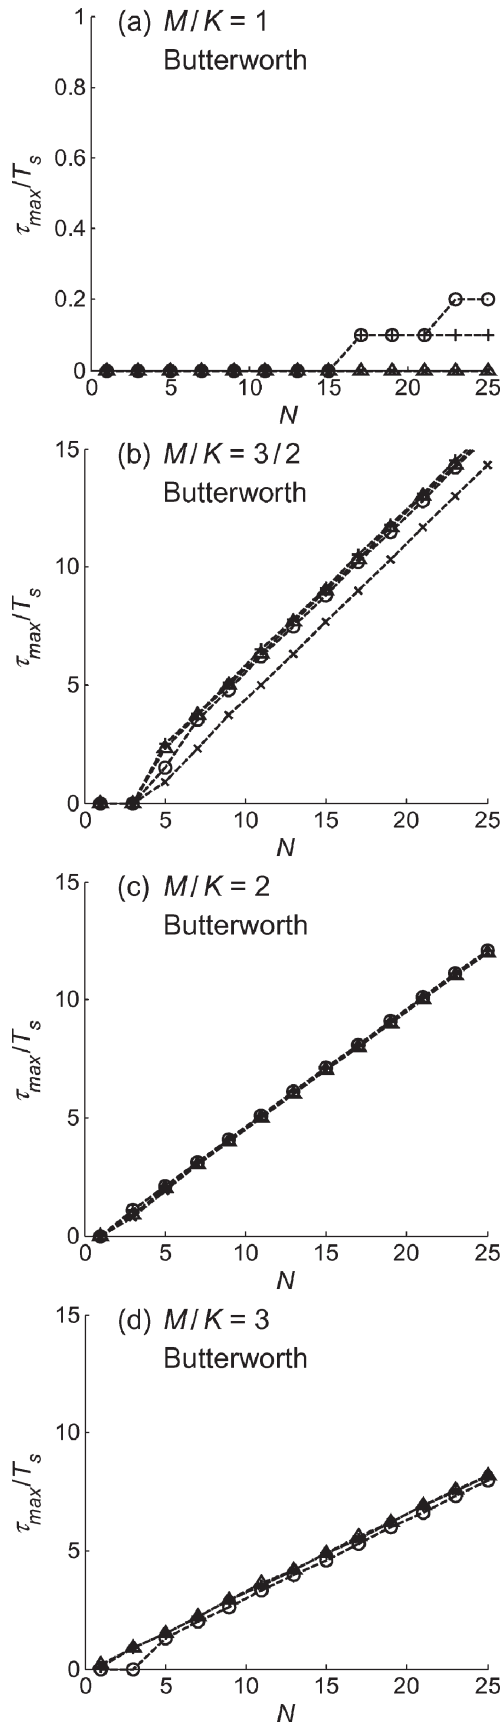 (a) M/K = 1
Butterworth
1
0.8
0.6
0.4
0.2
0
τmax/Ts
0 5 10 15 20 25
N
(b) M/K = 3/2
Butterworth
15
10
5
0
τmax/Ts
0 5 10 15 20 25
N
(c) M/K = 2
Butterworth
15
10
5
0
τmax/Ts
0 5 10 15 20 25
N
(d) M/K = 3
Butterworth
15
10
5
0
τmax/Ts
0 5 10 15 20 25
N